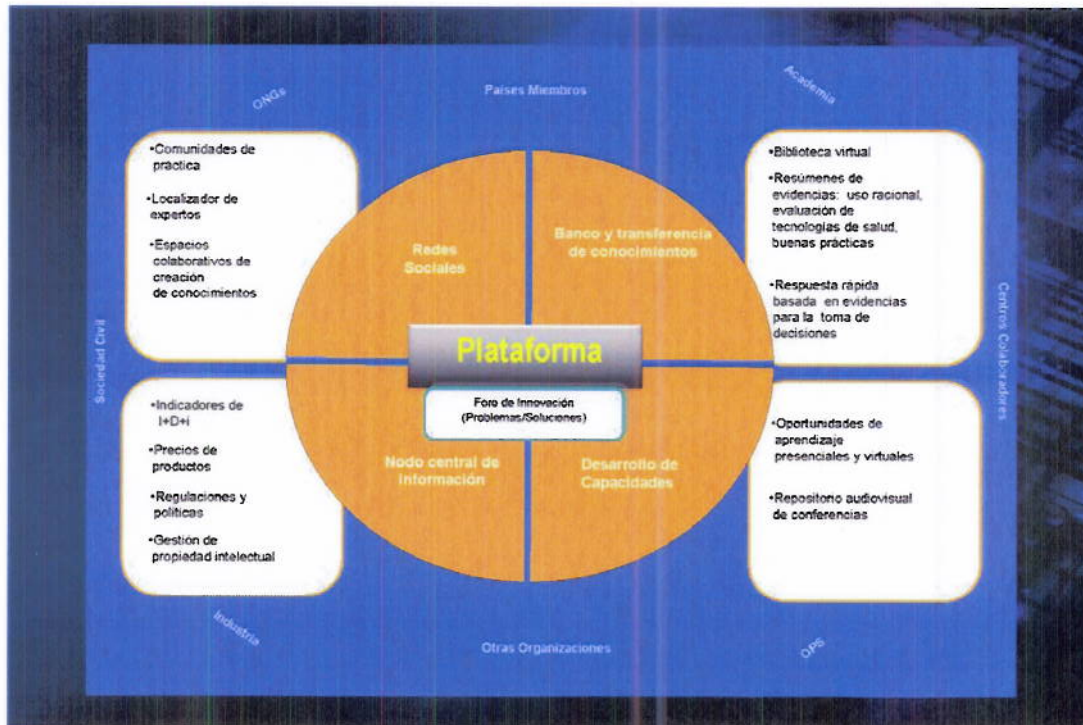 ONGs
Países Miembros
Academia
•Comunidades de
práctica
•Localizador de
expertos
•Espacios
colaborativos de
creación
de conocimientos
Redes
Sociales
Banco y transferencia
de conocimientos
•Biblioteca virtual
•Resúmenes de
evidencias: uso racional,
evaluación de
tecnologías de salud,
buenas prácticas
•Respuesta rápida
basada en evidencias
para la toma de
decisiones
Sociedad Civil
Centros Colaboradores
Plataforma
Foro de Innovación
(Problemas/Soluciones)
•Indicadores de
I+D+i
•Precios de
productos
•Regulaciones y
políticas
•Gestión de
propiedad intelectual
Nodo central de
Información
Desarrollo de
Capacidades
•Oportunidades de
aprendizaje
presenciales y virtuales
•Repositorio audiovisual
de conferencias
Industria
Otras Organizaciones
OPS